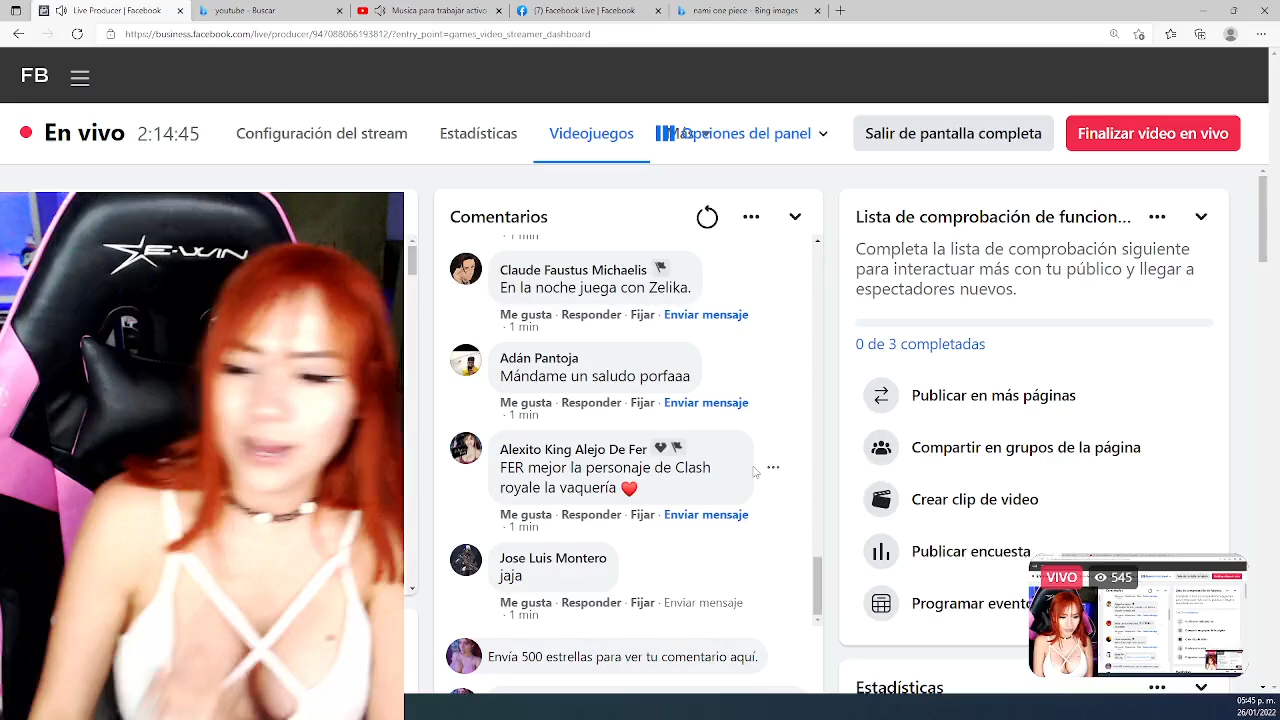 Live Producer | Facebook
youtube - Buscar
Musica para trabajar activo
(7) Facebook Live | Facebook
nami one piece - Bing images
https://business.facebook.com/live/producer/947088066193812/?entry_point=games_video_streamer_dashboard
FB
En vivo 2:14:45
Configuración del stream
Estadísticas
Videojuegos
Más
Opciones del panel
Salir de pantalla completa
Finalizar video en vivo
E-WIN
Comentarios
1 min
Claude Faustus Michaelis
En la noche juega con Zelika.
Me gusta · Responder · Fijar · Enviar mensaje
· 1 min
Adán Pantoja
Mándame un saludo porfaaa
Me gusta · Responder · Fijar · Enviar mensaje
· 1 min
Alexito King Alejo De Fer
FER mejor la personaje de Clash
royale la vaquería ♥
Me gusta · Responder · Fijar · Enviar mensaje
· 1 min
Jose Luis Montero
jaja
Me gusta · Responder · Fijar · Enviar mensaje
· 1 min
500 estrellas para ver tu comentario aqu
Lista de comprobación de funcion...
Completa la lista de comprobación siguiente
para interactuar más con tu público y llegar a
espectadores nuevos.
0 de 3 completadas
Publicar en más páginas
Compartir en grupos de la página
Crear clip de video
Publicar encuesta
Programar evento
VIVO 545
Estadísticas
05:45 p. m.
26/01/2022